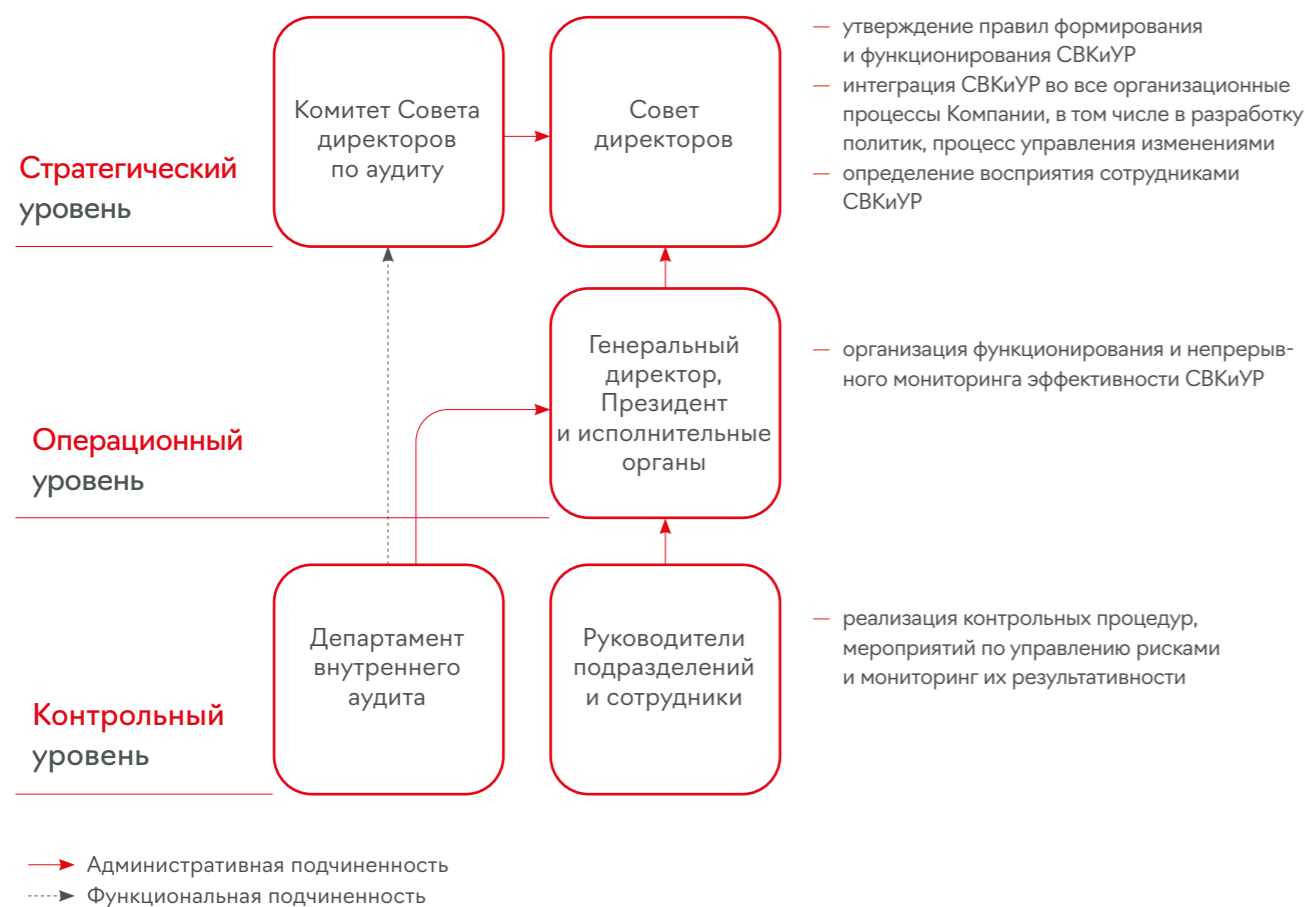 Стратегический
уровень
Комитет Совета
директоров
по аудиту
Совет
директоров
— утверждение правил формирования
и функционирования СВКиУР
— интеграция СВКиУР во все организационные
процессы Компании, в том числе в разработку
политик, процесс управления изменениями
— определение восприятия сотрудниками
СВКиУР
Операционный
уровень
Генеральный
директор,
Президент
и исполнительные
органы
— организация функционирования и непрерыв-
ного мониторинга эффективности СВКиУР
Контрольный
уровень
Департамент
внутреннего
аудита
Руководители
подразделений
и сотрудники
— реализация контрольных процедур,
мероприятий по управлению рисками
и мониторинг их результативности
Административная подчиненность
Функциональная подчиненность